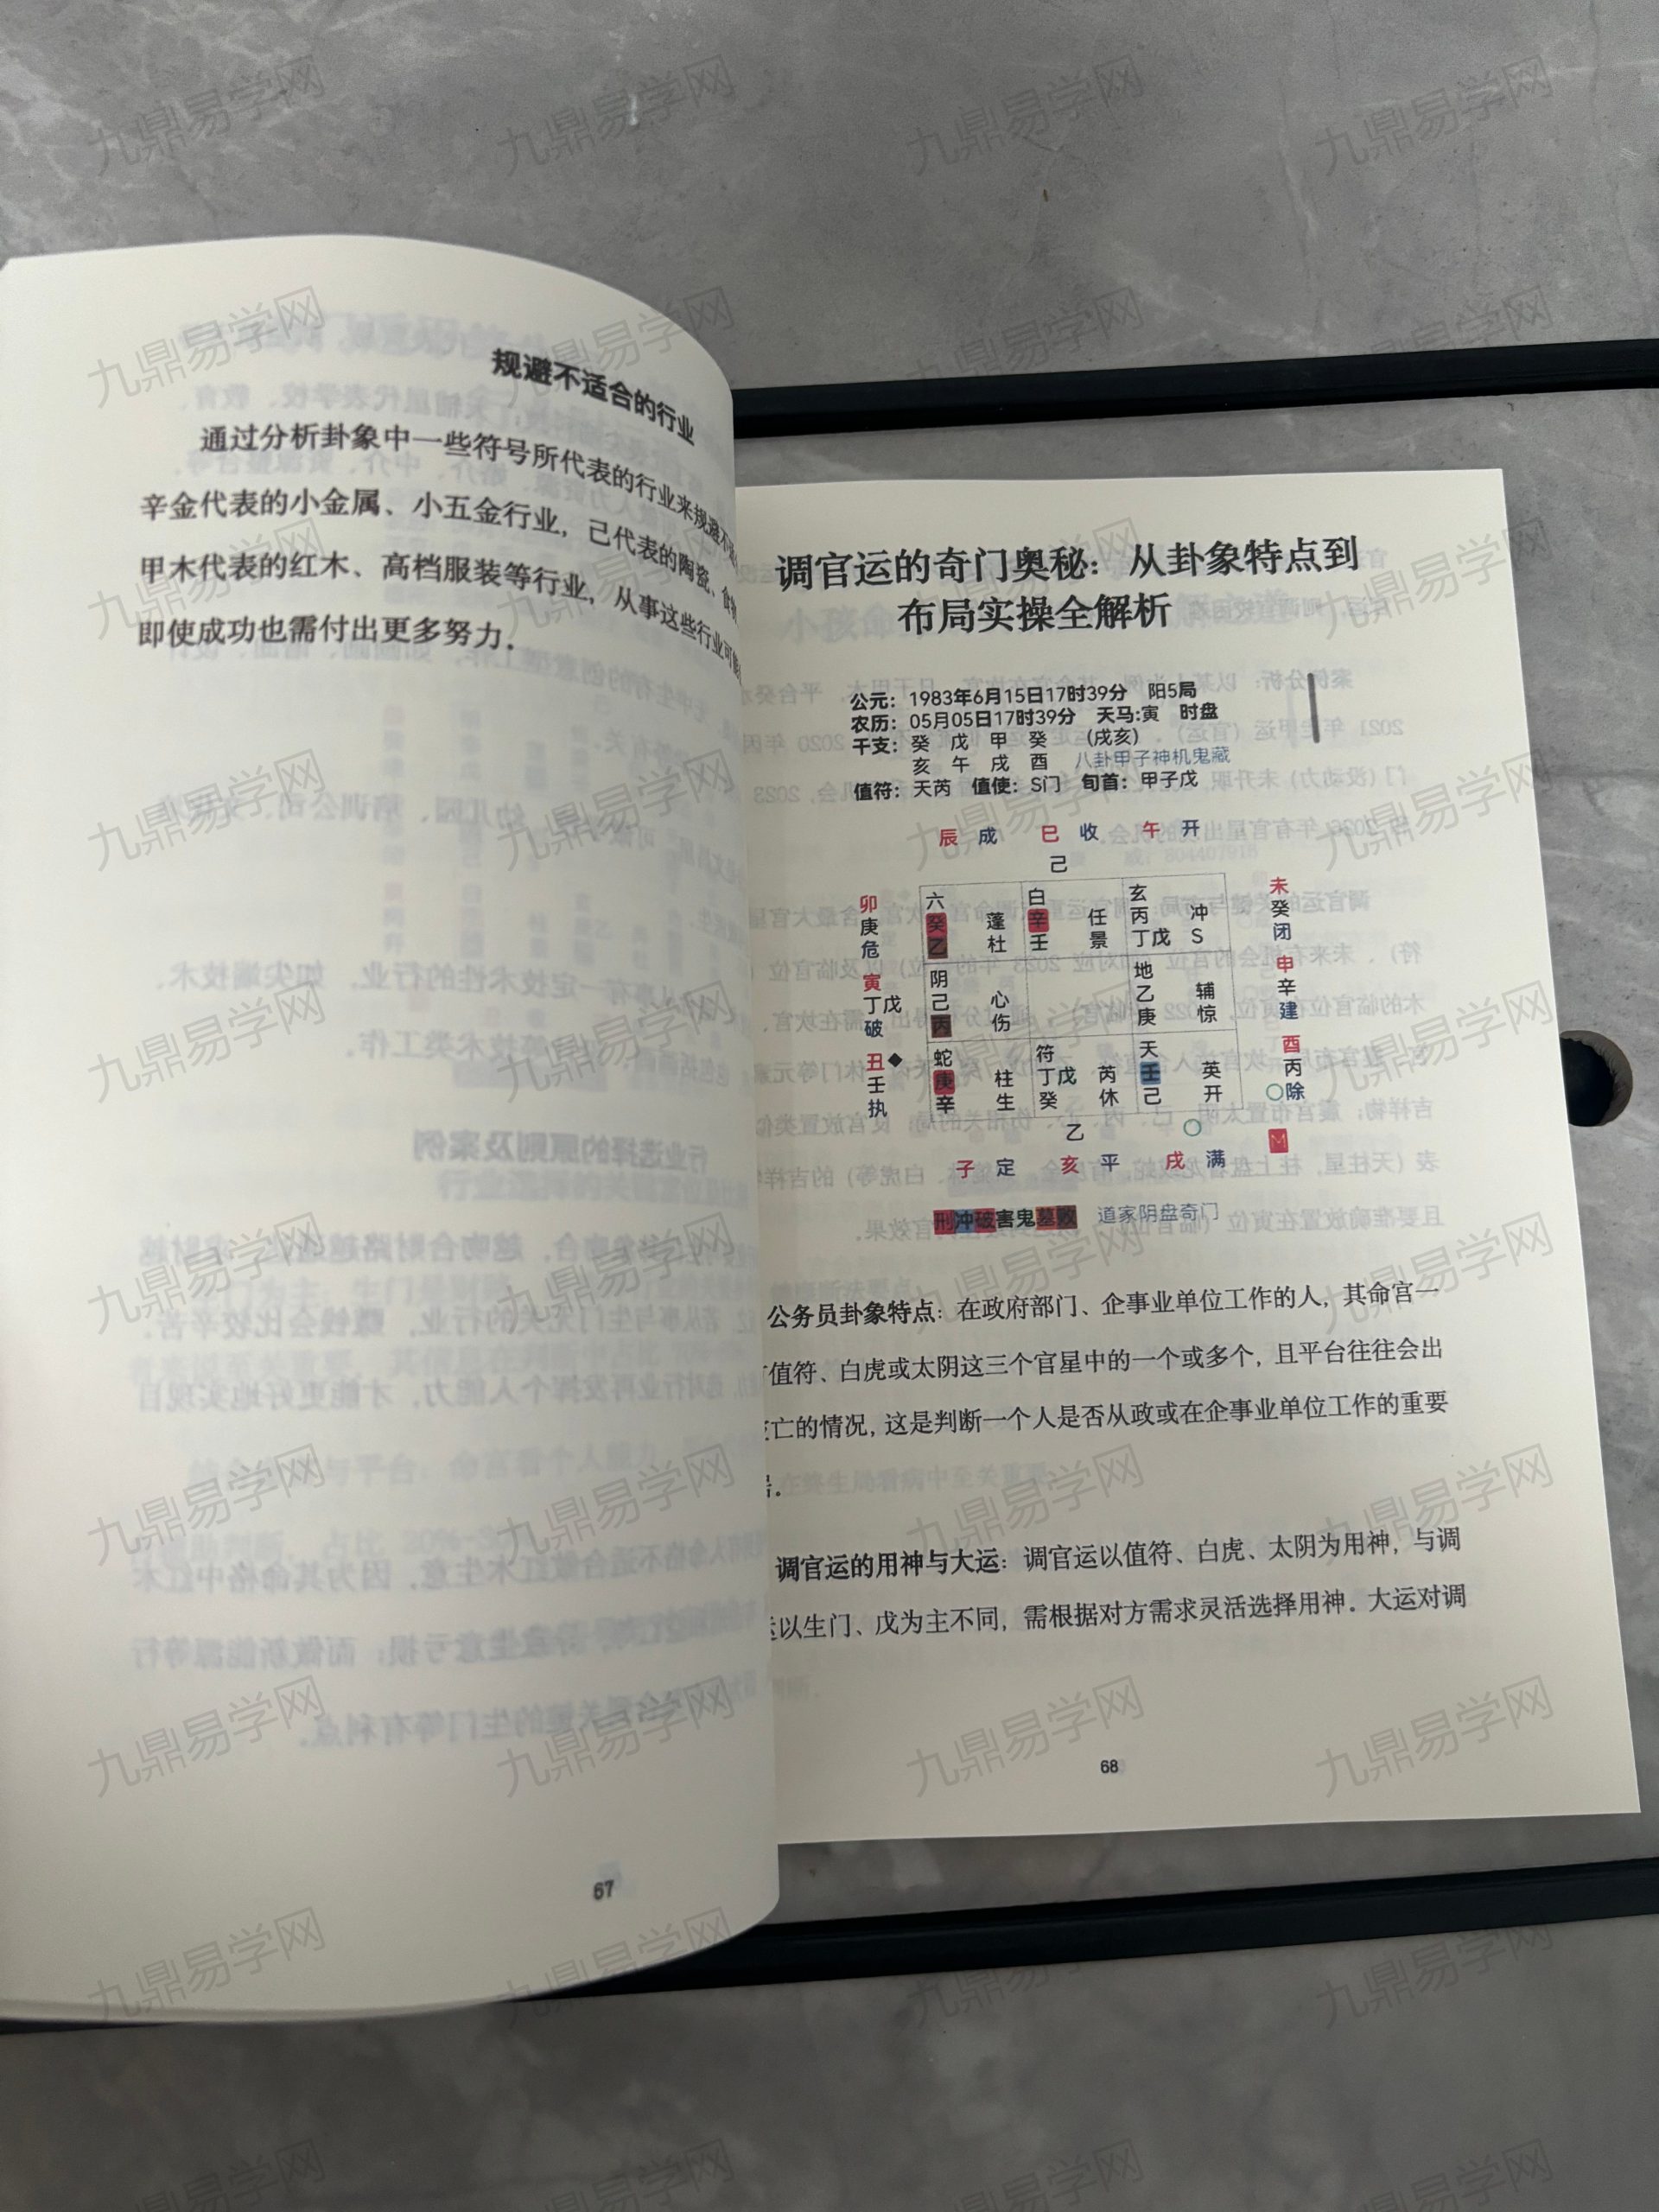 规避不适合的行业
通过分析卦象中一些符号所代表的行业来规避不
辛金代表的小金属、小五金行业，己代表的陶瓷、食
甲木代表的红木、高档服装等行业，从事这些行业可能
即使成功也需付出更多努力．
67
调官运的奇门奥秘：从卦象特点到
布局实操全解析
公元：1983年6月15日17时39分 阳5局
农历：05月05日17时39分 天马:寅 时盘
干支：癸 戊 甲 癸 (戌亥)
亥 午 戌 酉 八卦甲子神机鬼藏
值符：天芮 值使：S门 旬首：甲子戊
辰 成 巳 收 午 开
己
卯 六 白 玄 未
庚 癸 蓬 辛 任 丙 冲 癸
危 乙 杜 壬 景 丁戊 S 闭
寅 阴 地 申
丁戊 己 心 乙 辅 辛
破 丙 伤 庚 惊 建
丑◆ 蛇 符 天 酉
壬 庚 柱 丁戊 芮 壬 英 丙
执 辛 生 癸 休 己 开 〇除
乙 〇 M
子 定 亥 平 戌 满
刑冲破害鬼墓败 道家阴盘奇门
公务员卦象特点：在政府部门、企事业单位工作的人，其命宫一
值符、白虎或太阴这三个官星中的一个或多个，且平台往往会出
亡的情况，这是判断一个人是否从政或在企事业单位工作的重要
．
调官运的用神与大运：调官运以值符、白虎、太阴为用神，与调
以生门、戊为主不同，需根据对方需求灵活选择用神．大运对调
68
九鼎易学网